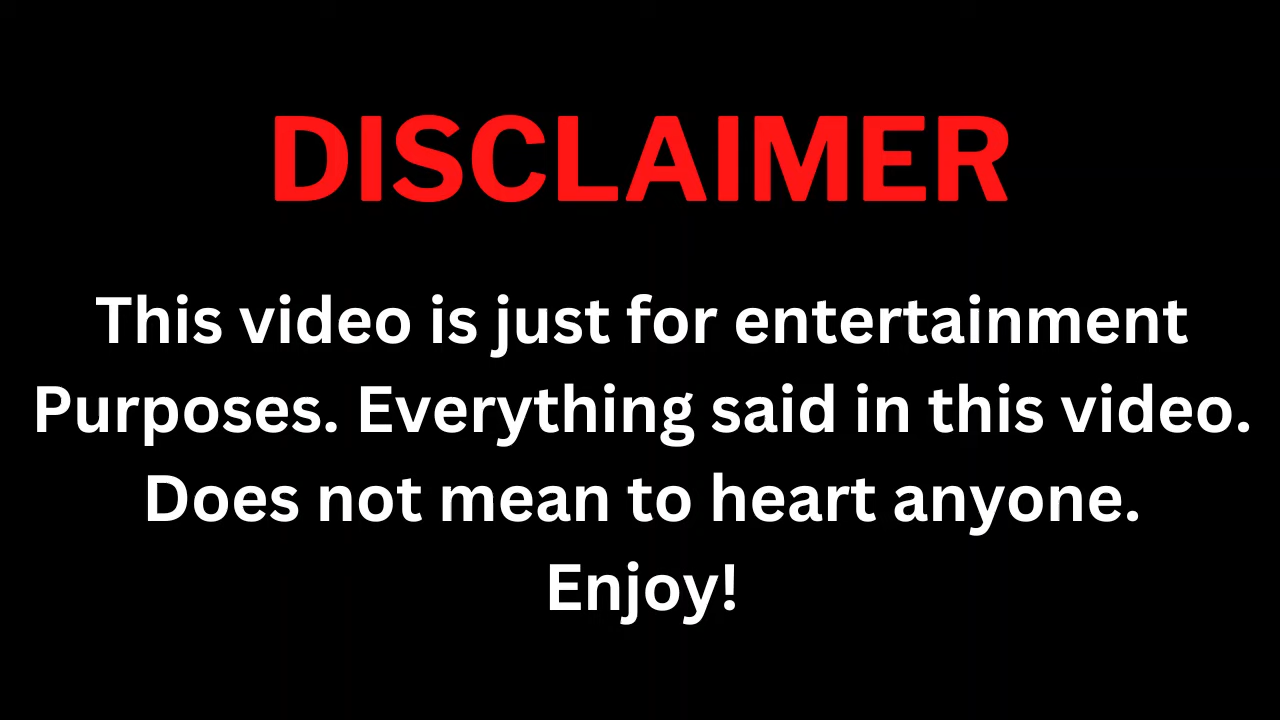 DISCLAIMER
This video is just for entertainment
Purposes. Everything said in this video.
Does not mean to heart anyone.
Enjoy!